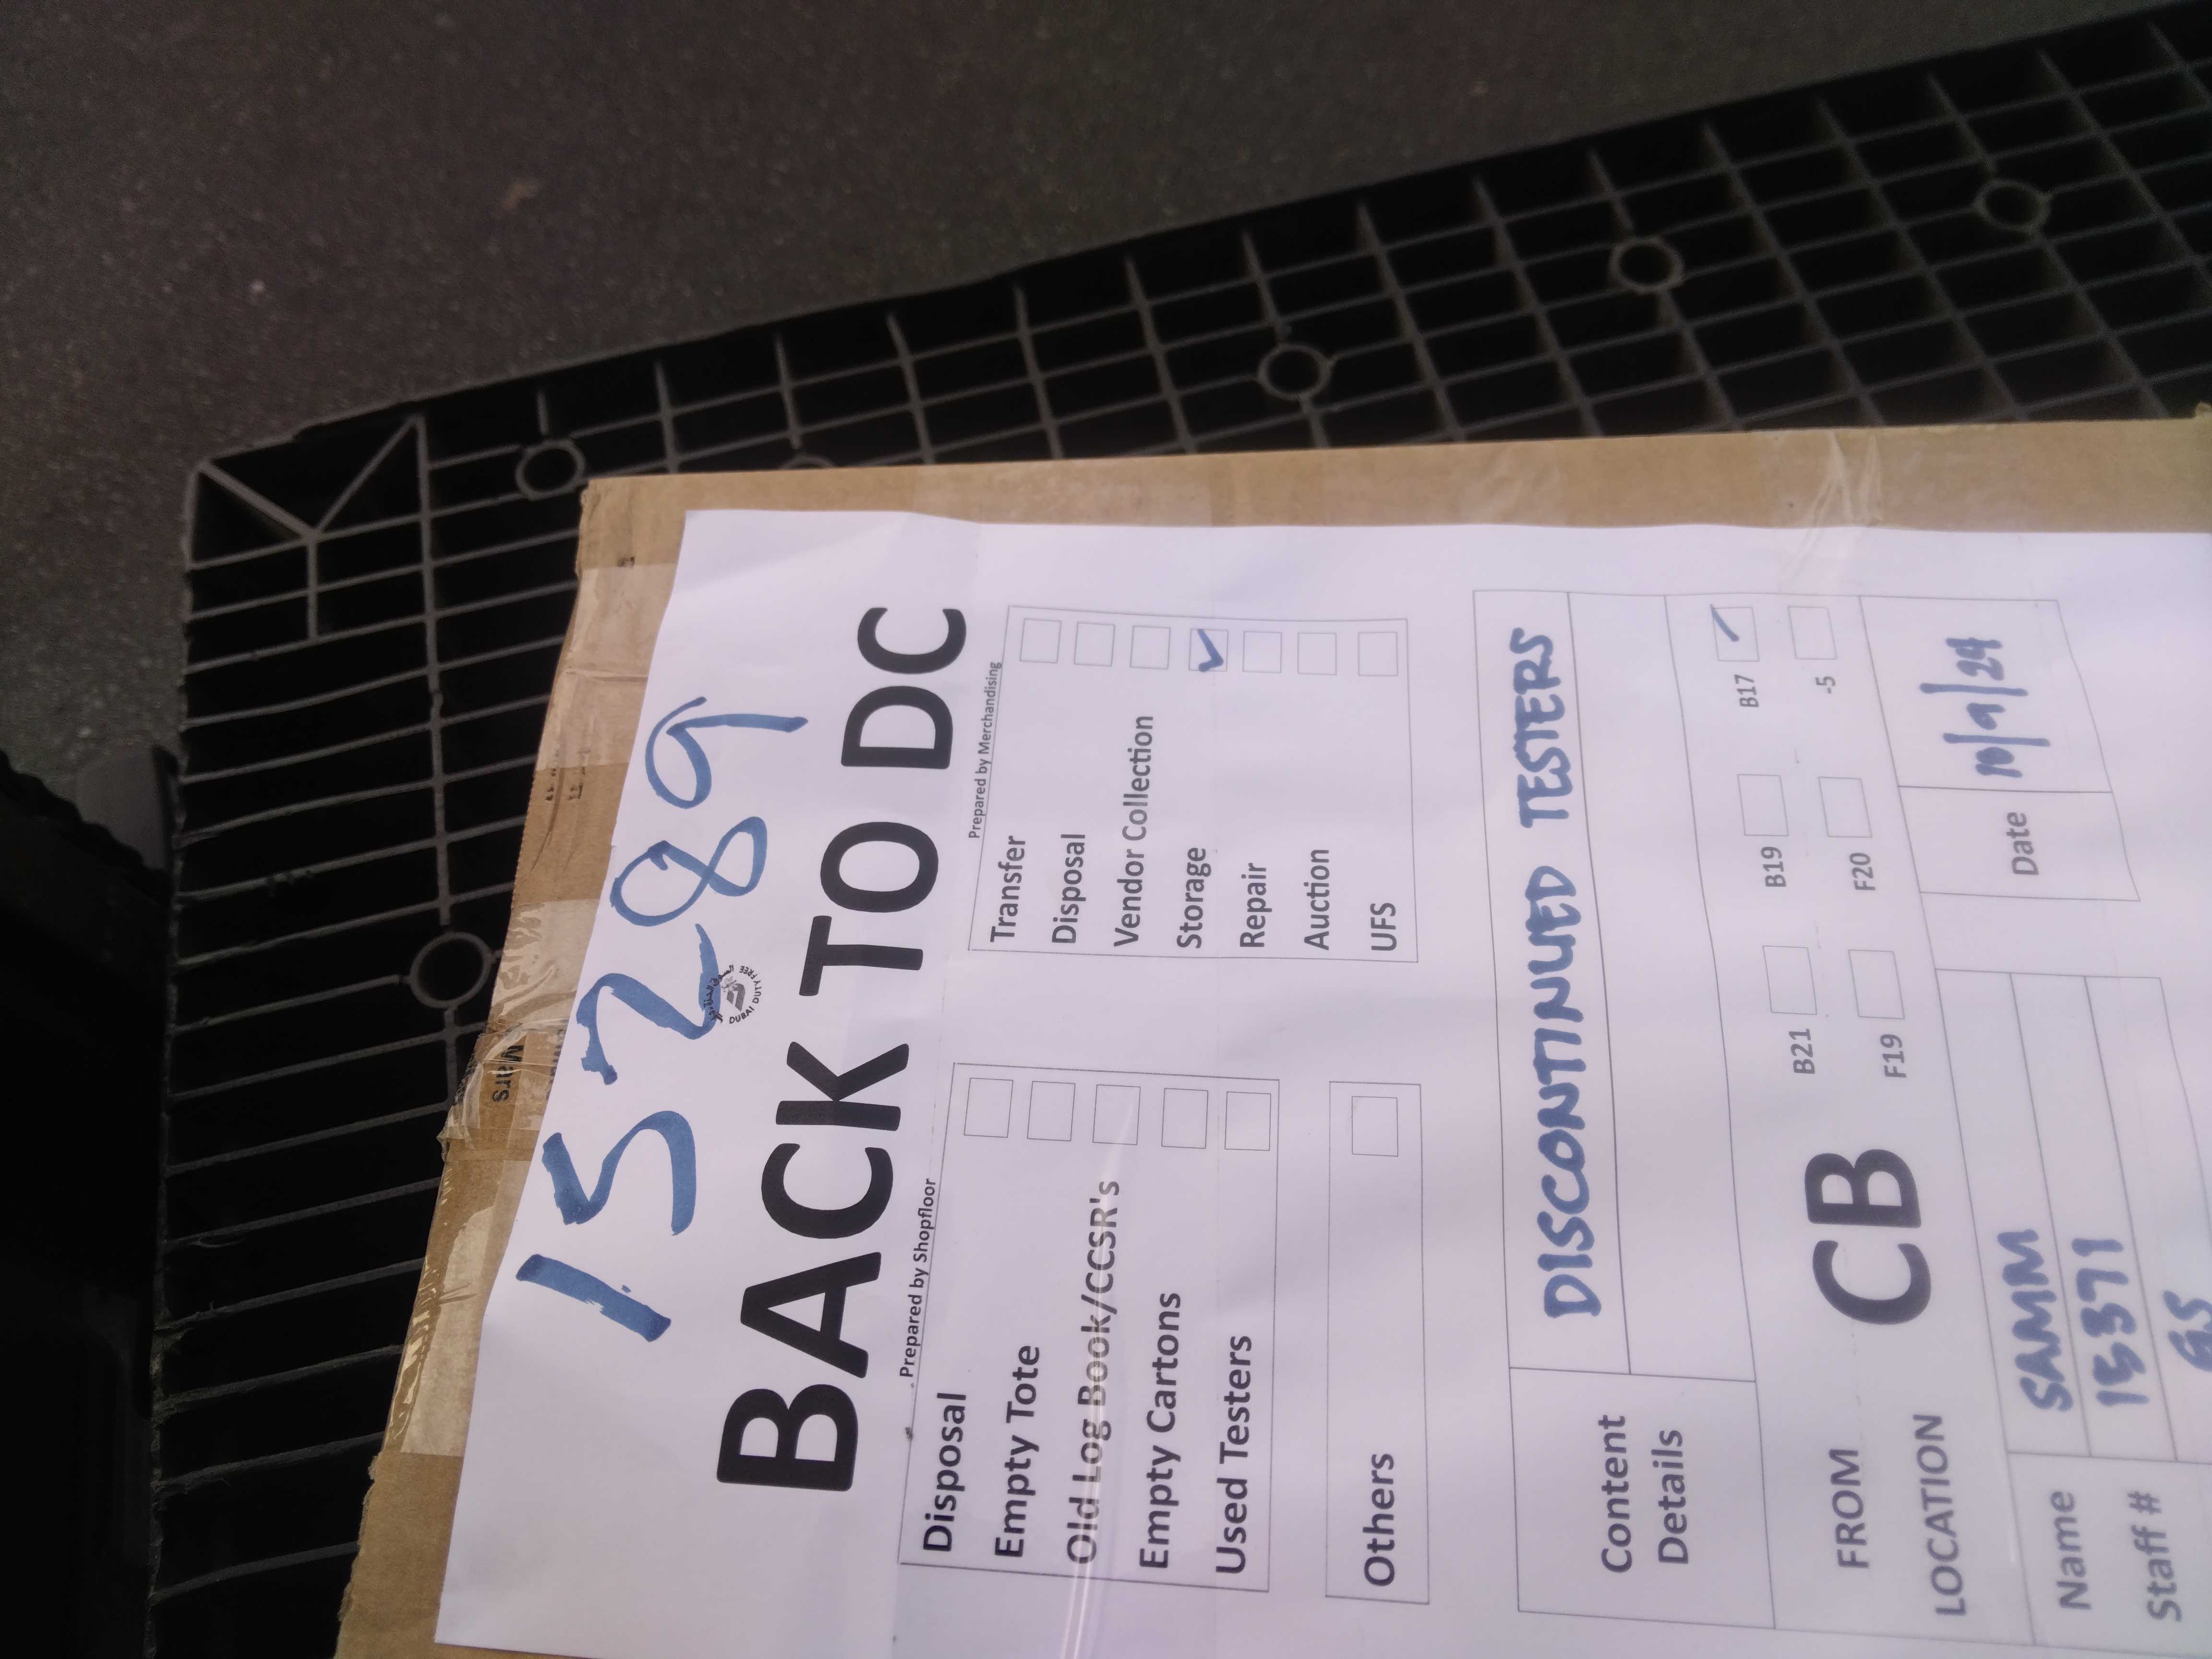 15289
DUBAI DUTY FREE
BACK TO DC
Prepared by Shopfloor
Disposal
Empty Tote
Old Log Book/CCSR's
Empty Cartons
Used Testers
Others
Prepared by Merchandising
Transfer
Disposal
Vendor Collection
Storage ✓
Repair
Auction
UFS
Content Details
DISCONTINUED TESTERS
FROM LOCATION
CB
B21 B19 B17 ✓
F19 F20 -5
Name SAMM
Date 10/9/24
Staff # 15371